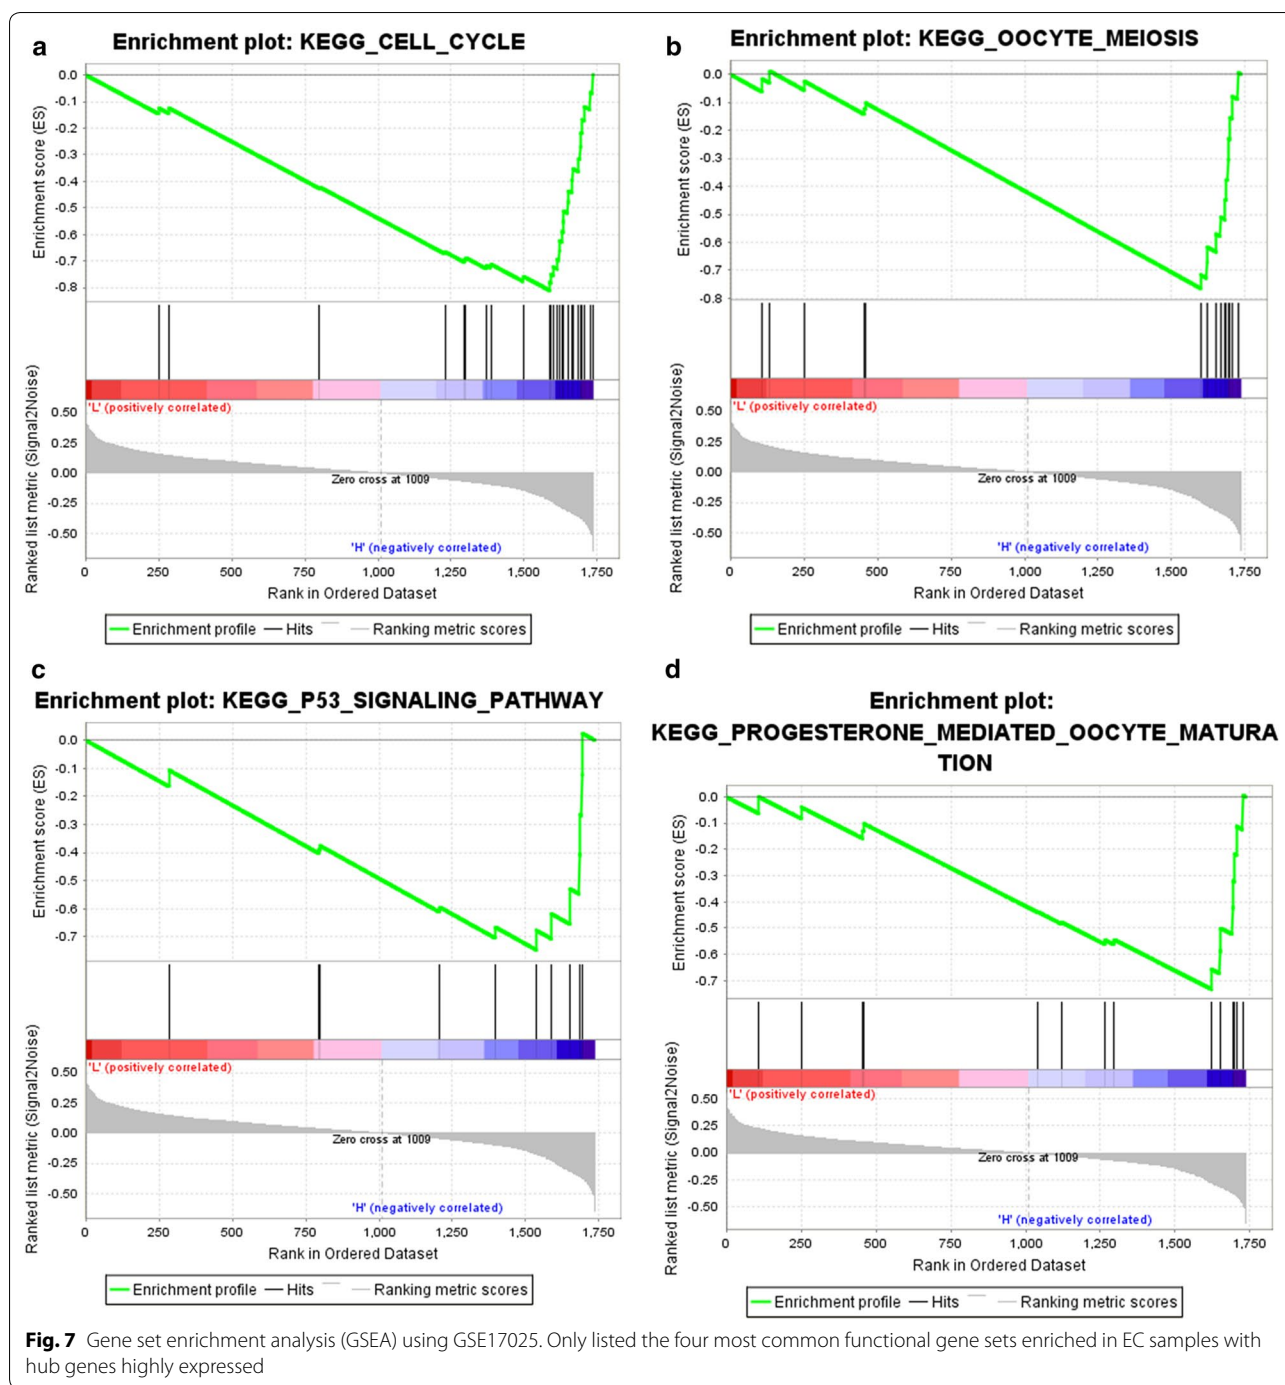 a
Enrichment plot: KEGG_CELL_CYCLE
Enrichment score (ES)
0.0
-0.1
-0.2
-0.3
-0.4
-0.5
-0.6
-0.7
-0.8
Ranked list metric (Signal2Noise)
'L' (positively correlated)
0.50
0.25
0.00
-0.25
-0.50
Zero cross at 1009
'H' (negatively correlated)
0 250 500 750 1,000 1,250 1,500 1,750
Rank in Ordered Dataset
Enrichment profile Hits Ranking metric scores
b
Enrichment plot: KEGG_OOCYTE_MEIOSIS
Enrichment score (ES)
0.0
-0.1
-0.2
-0.3
-0.4
-0.5
-0.6
-0.7
-0.8
Ranked list metric (Signal2Noise)
'L' (positively correlated)
0.50
0.25
0.00
-0.25
-0.50
Zero cross at 1009
'H' (negatively correlated)
0 250 500 750 1,000 1,250 1,500 1,750
Rank in Ordered Dataset
Enrichment profile Hits Ranking metric scores
c
Enrichment plot: KEGG_P53_SIGNALING_PATHWAY
Enrichment score (ES)
0.0
-0.1
-0.2
-0.3
-0.4
-0.5
-0.6
-0.7
Ranked list metric (Signal2Noise)
'L' (positively correlated)
0.50
0.25
0.00
-0.25
-0.50
Zero cross at 1009
'H' (negatively correlated)
0 250 500 750 1,000 1,250 1,500 1,750
Rank in Ordered Dataset
Enrichment profile Hits Ranking metric scores
d
Enrichment plot:
KEGG_PROGESTERONE_MEDIATED_OOCYTE_MATURA
TION
Enrichment score (ES)
0.0
-0.1
-0.2
-0.3
-0.4
-0.5
-0.6
-0.7
Ranked list metric (Signal2Noise)
'L' (positively correlated)
0.50
0.25
0.00
-0.25
-0.50
Zero cross at 1009
'H' (negatively correlated)
0 250 500 750 1,000 1,250 1,500 1,750
Rank in Ordered Dataset
Enrichment profile Hits Ranking metric scores
Fig. 7 Gene set enrichment analysis (GSEA) using GSE17025. Only listed the four most common functional gene sets enriched in EC samples with
hub genes highly expressed